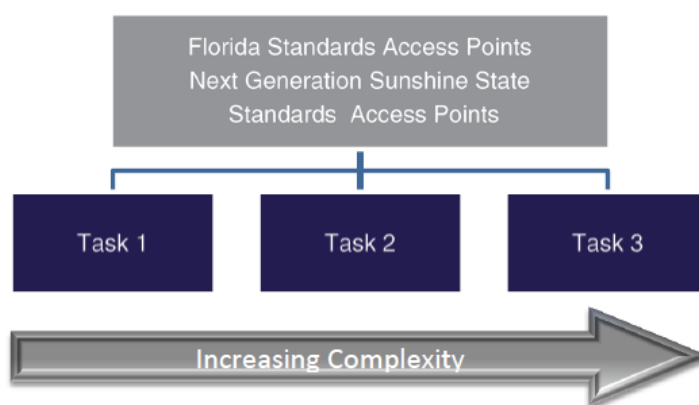 Florida Standards Access Points
Next Generation Sunshine State
Standards Access Points
Task 1
Task 2
Task 3
Increasing Complexity